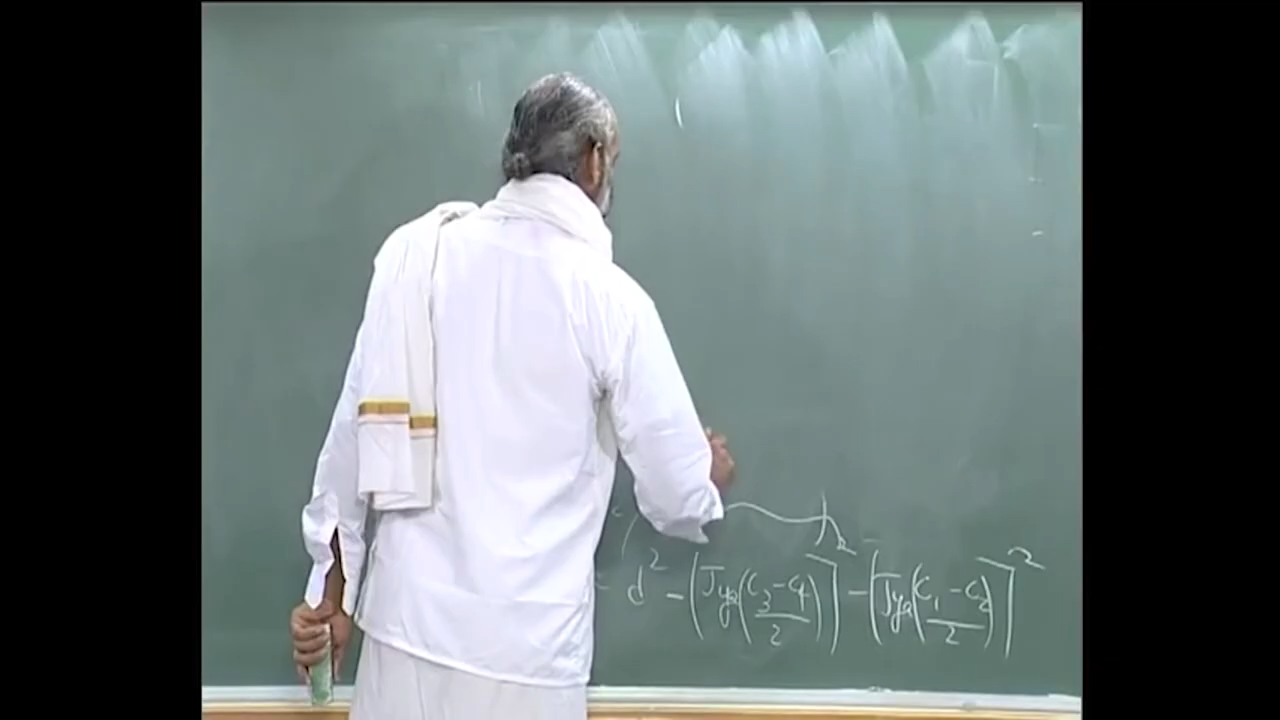 = d² - [Jya(c₃-c₄)/2]² - [Jya(c₁-c₂)/2]²